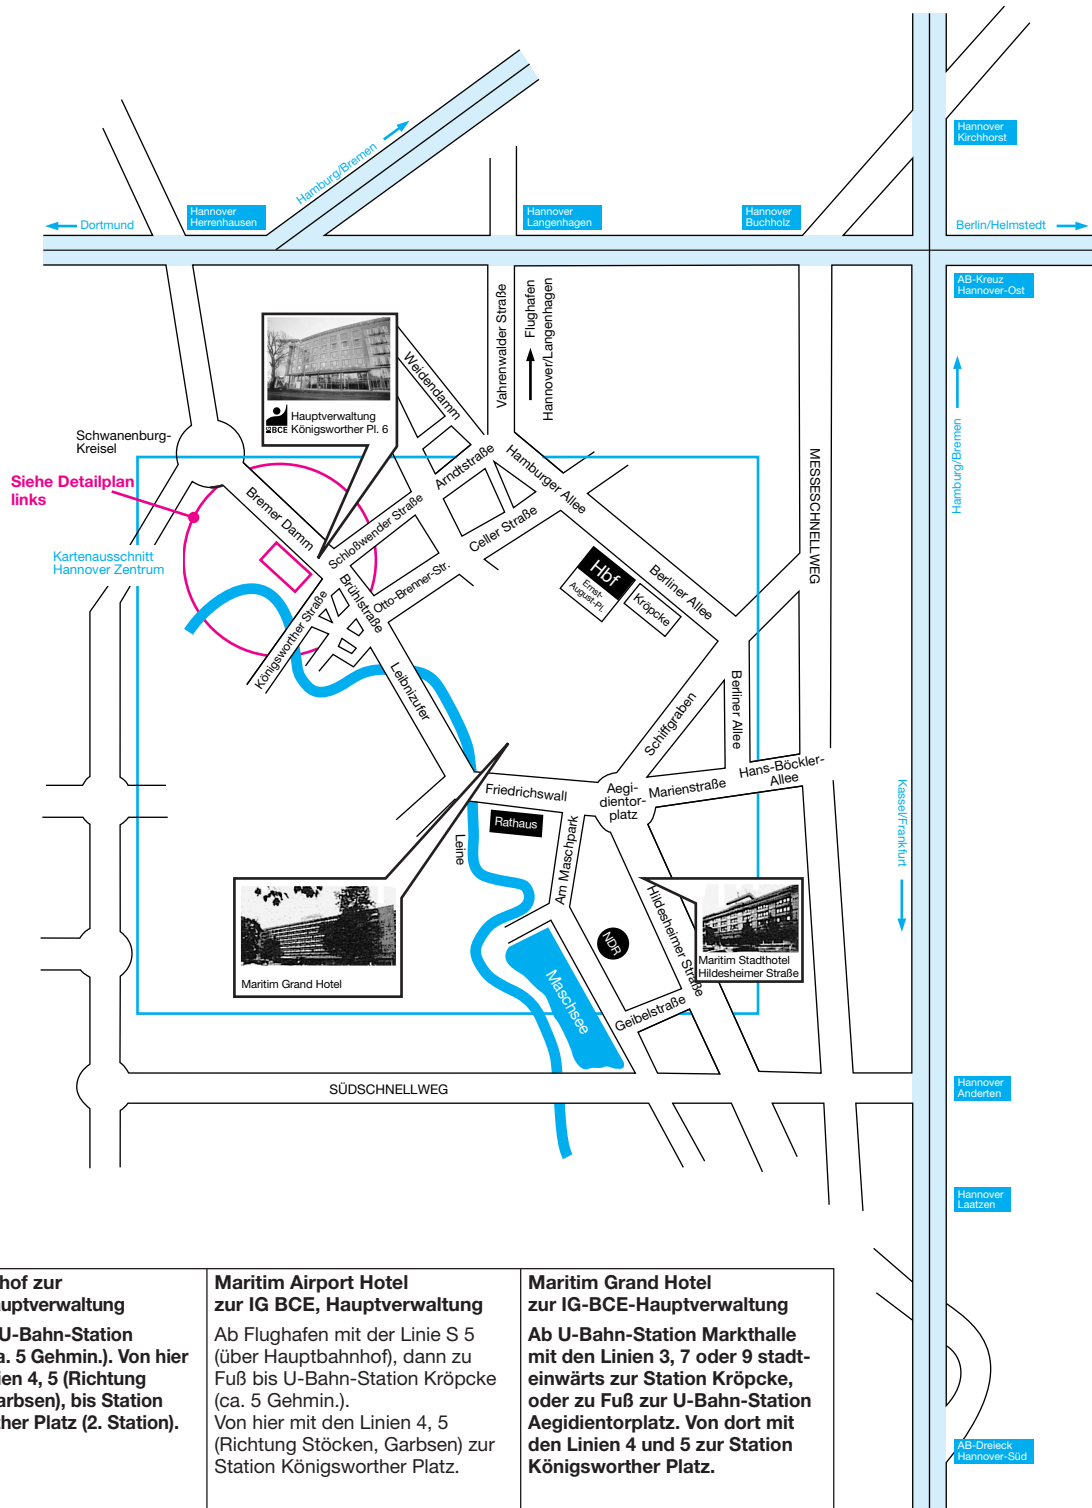 Hannover
Kirchhorst
Hamburg/Bremen
Dortmund
Hannover
Herrenhausen
Hannover
Langenhagen
Hannover
Buchholz
Berlin/Helmstedt
AB-Kreuz
Hannover-Ost
Vahrenwalder Straße
Flughafen
Hannover/Langenhagen
Weidendamm
IGBCE
Hauptverwaltung
Königsworther Pl. 6
Schwanenburg-
Kreisel
Siehe Detailplan
links
Bremer Damm
Arndtstraße
Hamburger Allee
MESSESCHNELLWEG
Hamburg/Bremen
Schloßwender Straße
Celler Straße
Kartenausschnitt
Hannover Zentrum
Hbf
Ernst-
August-Pl.
Kröpcke
Berliner Allee
Otto-Brenner-Str.
Brühlstraße
Königsworther Straße
Leibnizufer
Schiffgraben
Berliner Allee
Hans-Böckler-
Allee
Marienstraße
Friedrichswall
Aegi-
dientor-
platz
Kassel/Frankfurt
Rathaus
Leine
Am Maschpark
Hildesheimer Straße
NDR
Maritim Grand Hotel
Maritim Stadthotel
Hildesheimer Straße
Maschsee
Geibelstraße
SÜDSCHNELLWEG
Hannover
Anderten
Hannover
Laatzen
AB-Dreieck
Hannover-Süd
hof zur
auptverwaltung
U-Bahn-Station
a. 5 Gehmin.). Von hier
ien 4, 5 (Richtung
arbsen), bis Station
ther Platz (2. Station).
Maritim Airport Hotel
zur IG BCE, Hauptverwaltung
Ab Flughafen mit der Linie S 5
(über Hauptbahnhof), dann zu
Fuß bis U-Bahn-Station Kröpcke
(ca. 5 Gehmin.).
Von hier mit den Linien 4, 5
(Richtung Stöcken, Garbsen) zur
Station Königsworther Platz.
Maritim Grand Hotel
zur IG-BCE-Hauptverwaltung
Ab U-Bahn-Station Markthalle
mit den Linien 3, 7 oder 9 stadt-
einwärts zur Station Kröpcke,
oder zu Fuß zur U-Bahn-Station
Aegidientorplatz. Von dort mit
den Linien 4 und 5 zur Station
Königsworther Platz.